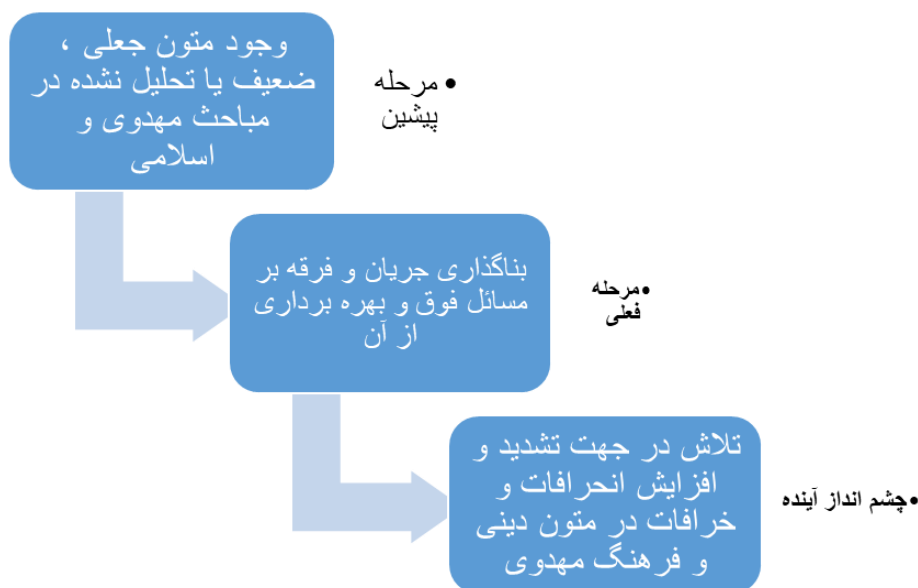 وجود متون جعلی ،
ضعیف یا تحلیل نشده در
مباحث مهدوی و
اسلامی
•مرحله
پیشین
بناگذاری جریان و فرقه بر
مسائل فوق و بهره برداری
از آن
•مرحله
فعلی
تلاش در جهت تشدید و
افزایش انحرافات و
خرافات در متون دینی
و فرهنگ مهدوی
•چشم انداز آینده